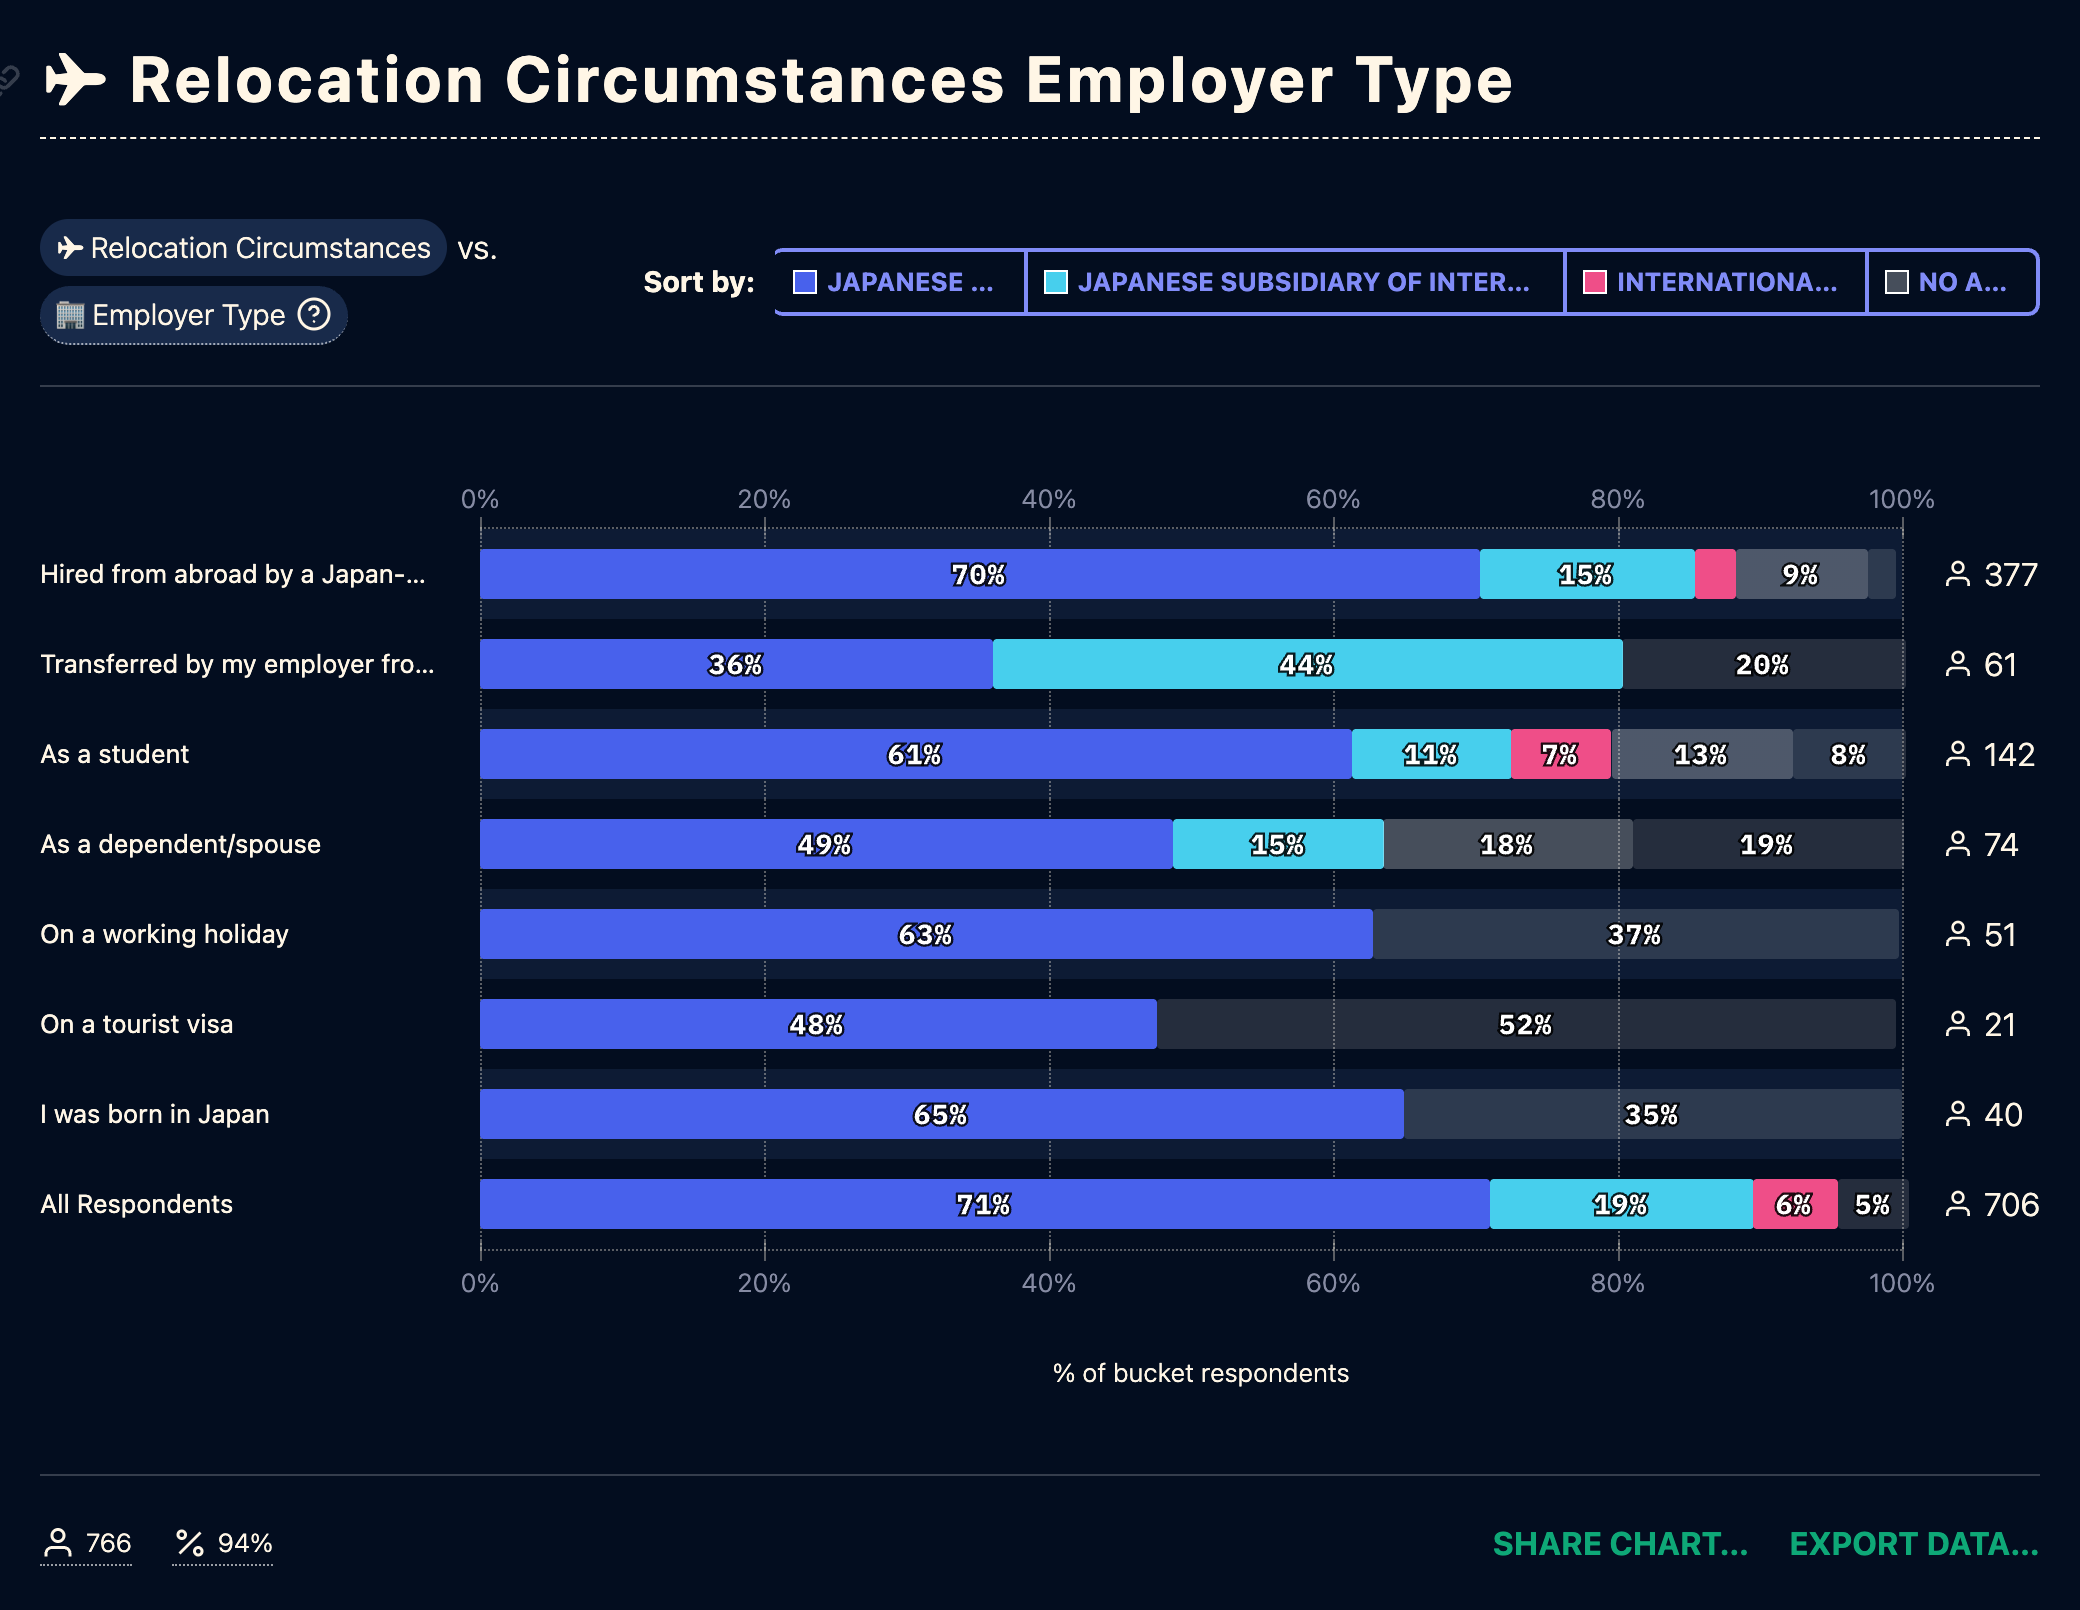 Relocation Circumstances Employer Type
Relocation Circumstances vs.
Employer Type ?
Sort by: JAPANESE ... JAPANESE SUBSIDIARY OF INTER... INTERNATIONA... NO A...
0% 20% 40% 60% 80% 100%
Hired from abroad by a Japan-... 70% 15% 9% 377
Transferred by my employer fro... 36% 44% 20% 61
As a student 61% 11% 7% 13% 8% 142
As a dependent/spouse 49% 15% 18% 19% 74
On a working holiday 63% 37% 51
On a tourist visa 48% 52% 21
I was born in Japan 65% 35% 40
All Respondents 71% 19% 6% 5% 706
0% 20% 40% 60% 80% 100%
% of bucket respondents
766 % 94% SHARE CHART... EXPORT DATA...